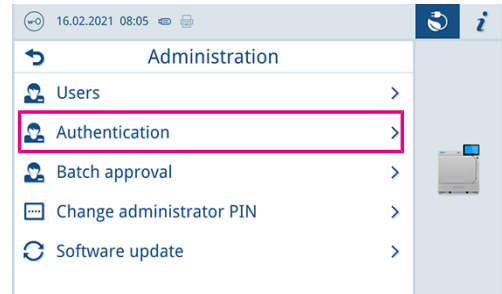 16.02.2021 08:05
Administration
Users
Authentication
Batch approval
Change administrator PIN
Software update